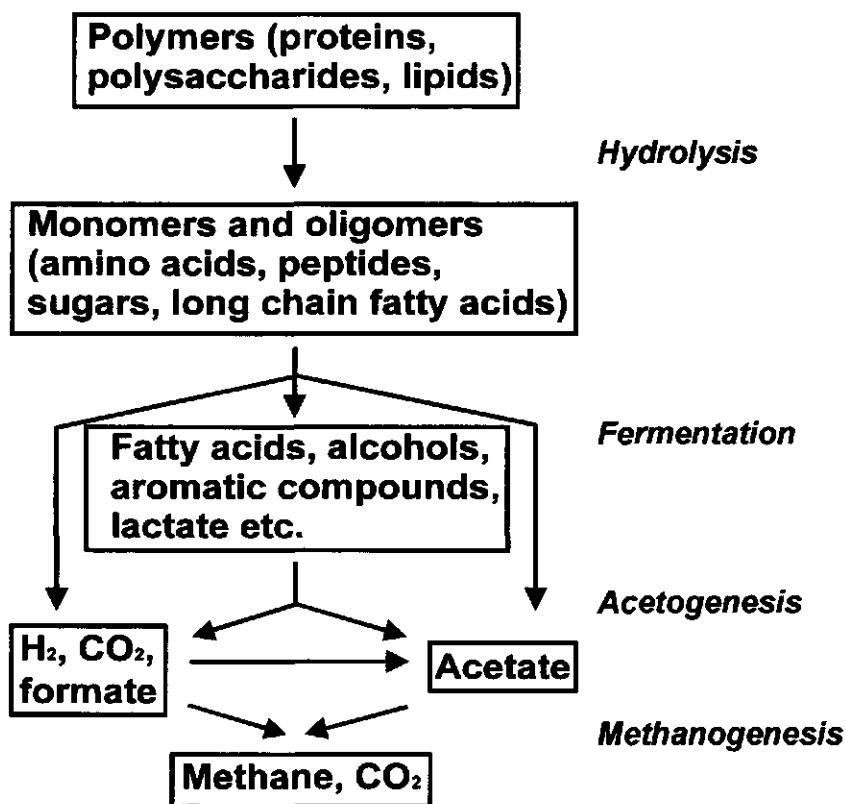 Polymers (proteins,
polysaccharides, lipids)
Hydrolysis
Monomers and oligomers
(amino acids, peptides,
sugars, long chain fatty acids)
Fermentation
Fatty acids, alcohols,
aromatic compounds,
lactate etc.
Acetogenesis
H₂, CO₂,
formate
Acetate
Methanogenesis
Methane, CO₂